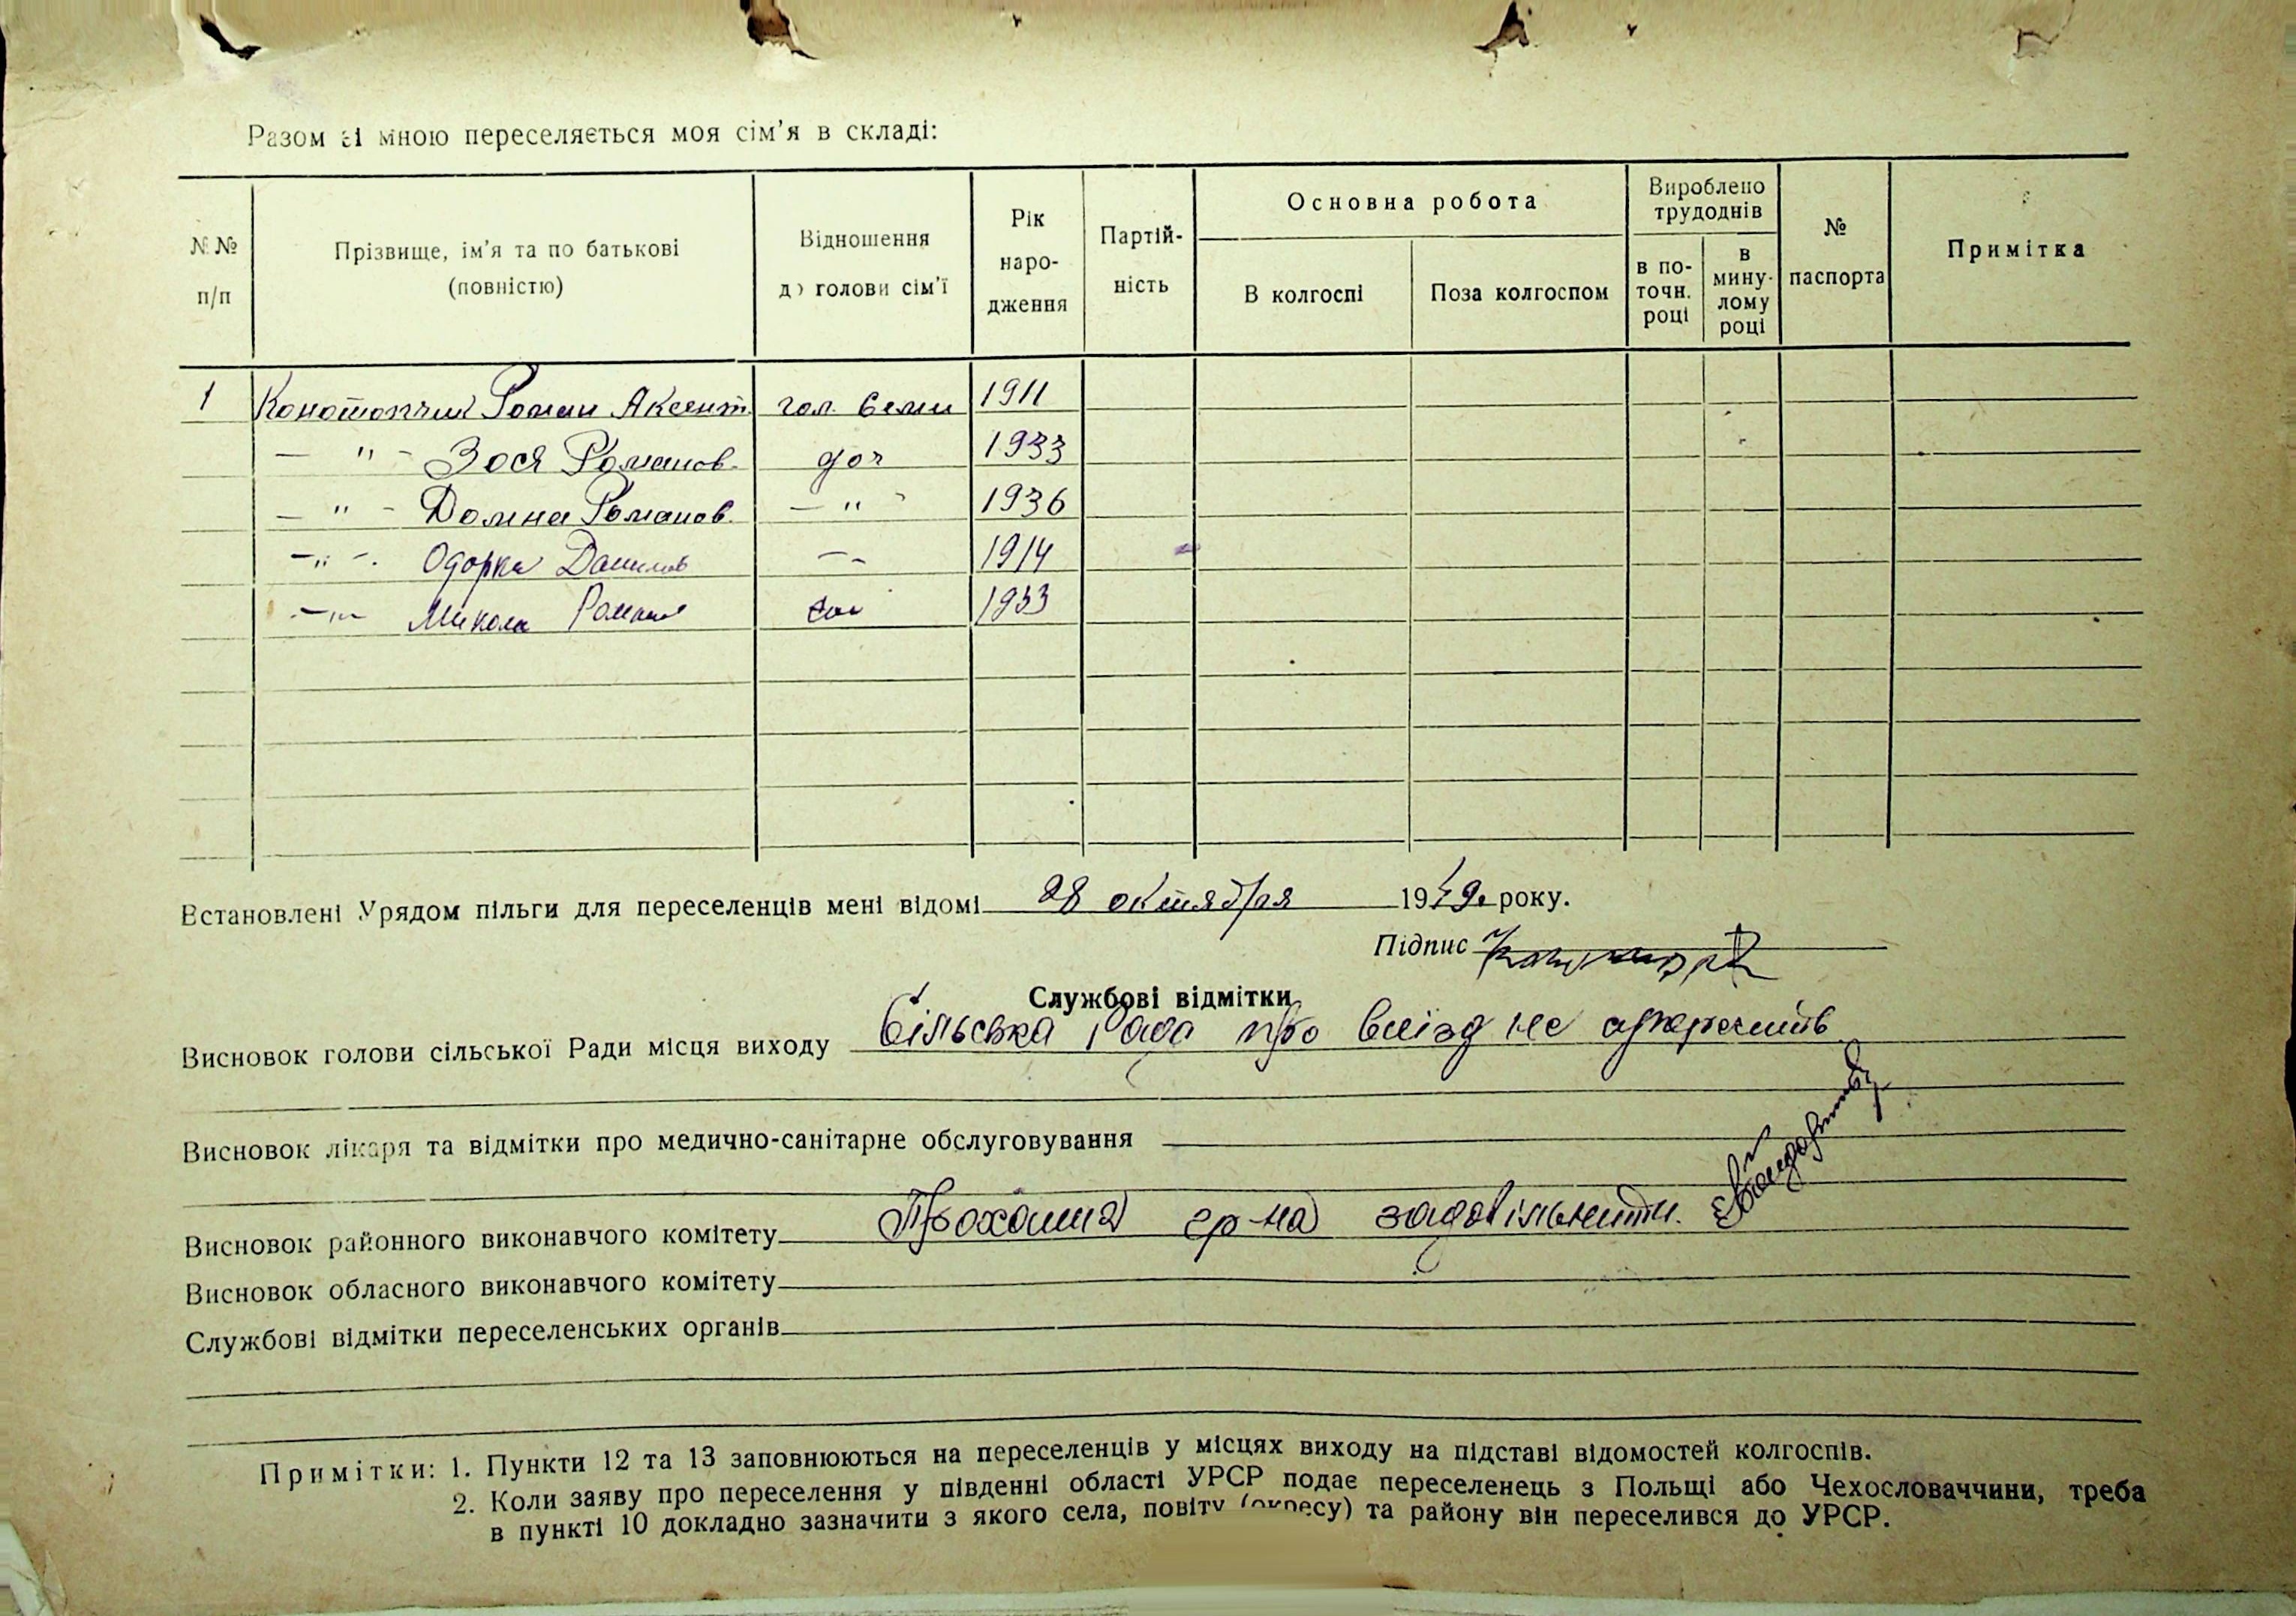 Разом зі мною переселяється моя сім'я в складі:
№№ п/п
Прізвище, ім'я та по батькові (повністю)
Відношення до голови сім'ї
Рік народження
Партійність
Основна робота
В колгоспі
Поза колгоспом
Вироблено трудоднів
в поточн. році
в минулому році
№ паспорта
Примітка
1 Конотопчик Роман Аксент. гол. семи 1911
— " - Зося Романов. доч 1933
— " - Домна Романов. — " - 1936
— " - Одорка Данилов — - 1914
— " - Микола Роман син 1933
Встановлені Урядом пільги для переселенців мені відомі 28 октября 1949. року.
Підпис
Службові відмітки
Висновок голови сільської Ради місця виходу Сільська рада про виїзд не
Висновок лікаря та відмітки про медично-санітарне обслуговування
Висновок районного виконавчого комітету Прохання гр-на задовільнити.
Висновок обласного виконавчого комітету
Службові відмітки переселенських органів
Примітки: 1. Пункти 12 та 13 заповнюються на переселенців у місцях виходу на підставі відомостей колгоспів.
2. Коли заяву про переселення у південні області УРСР подає переселенець з Польщі або Чехословаччини, треба
в пункті 10 докладно зазначити з якого села, повіту (окресу) та району він переселився до УРСР.